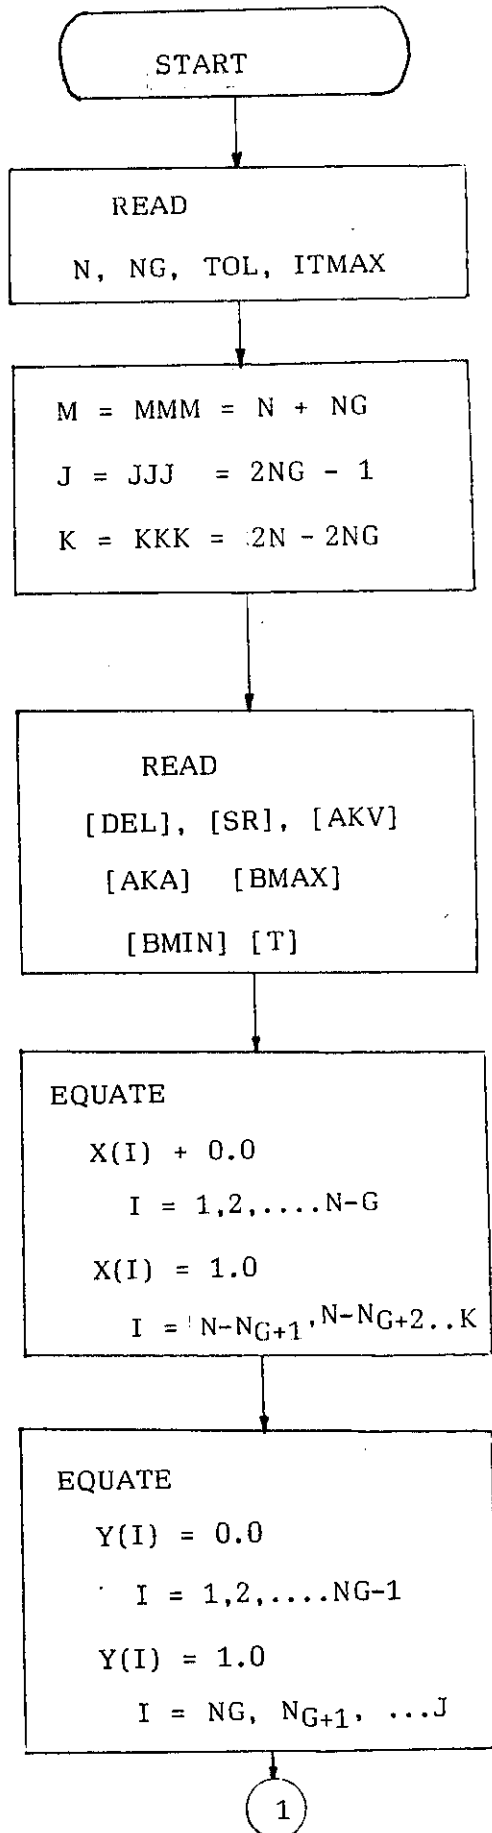 START
READ
N, NG, TOL, ITMAX
M = MMM = N + NG
J = JJJ = 2NG - 1
K = KKK = 2N - 2NG
READ
[DEL], [SR], [AKV]
[AKA] [BMAX]
[BMIN] [T]
EQUATE
X(I) + 0.0
I = 1,2,....N-G
X(I) = 1.0
I = N-NG+1,N-NG+2..K
EQUATE
Y(I) = 0.0
I = 1,2,....NG-1
Y(I) = 1.0
I = NG, NG+1, ...J
1